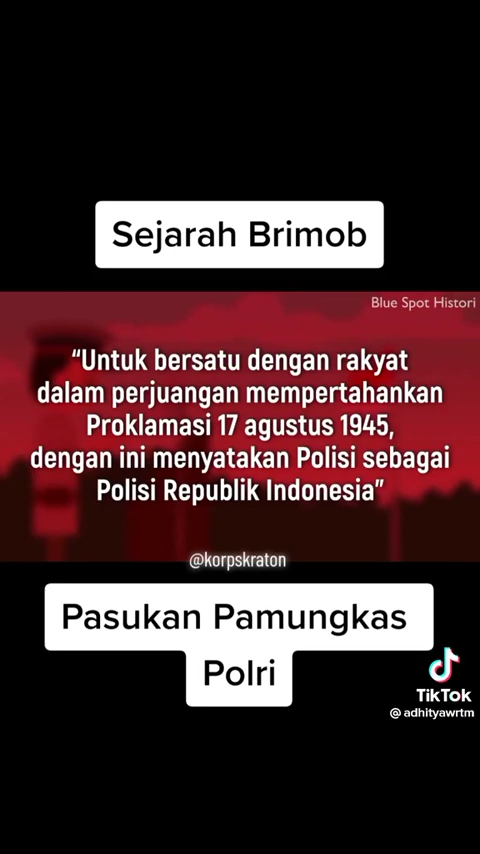 Sejarah Brimob
Blue Spot Histori
“Untuk bersatu dengan rakyat
dalam perjuangan mempertahankan
Proklamasi 17 agustus 1945,
dengan ini menyatakan Polisi sebagai
Polisi Republik Indonesia”
@korpskraton
Pasukan Pamungkas
Polri
TikTok
@ adhityawrtm